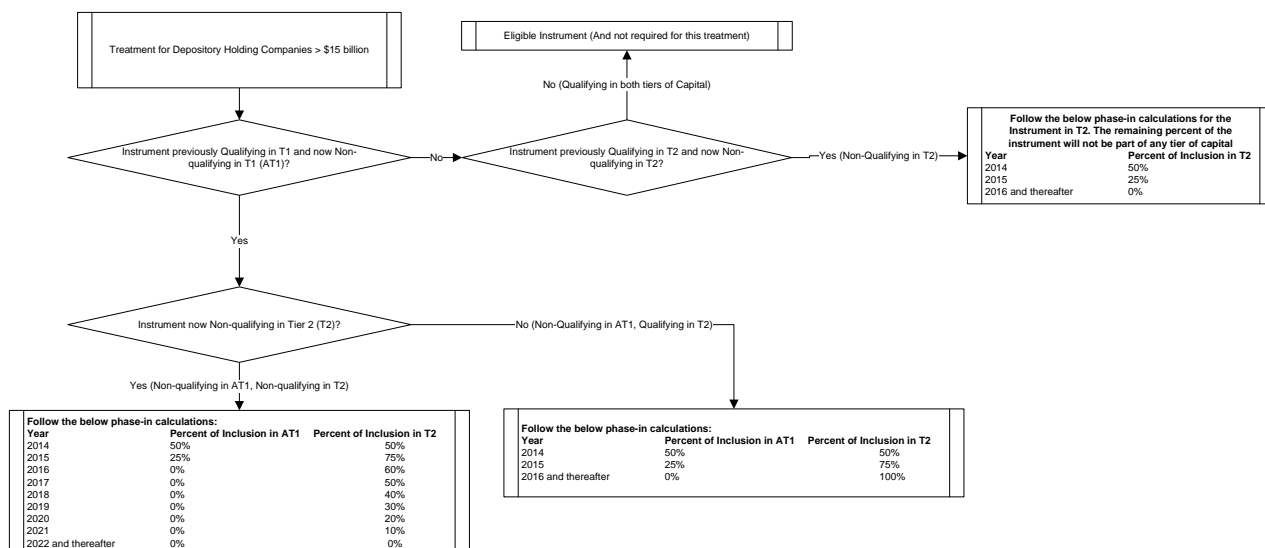 Treatment for Depository Holding Companies > $15 billion
Eligible Instrument (And not required for this treatment)
No (Qualifying in both tiers of Capital)
Instrument previously Qualifying in T1 and now Non-
qualifying in T1 (AT1)?
No
Instrument previously Qualifying in T2 and now Non-
qualifying in T2?
Yes (Non-Qualifying in T2)
Follow the below phase-in calculations for the
Instrument in T2. The remaining percent of the
instrument will not be part of any tier of capital
Year Percent of Inclusion in T2
2014 50%
2015 25%
2016 and thereafter 0%
Yes
Instrument now Non-qualifying in Tier 2 (T2)?
No (Non-Qualifying in AT1, Qualifying in T2)
Yes (Non-qualifying in AT1, Non-qualifying in T2)
Follow the below phase-in calculations:
Year Percent of Inclusion in AT1 Percent of Inclusion in T2
2014 50% 50%
2015 25% 75%
2016 0% 60%
2017 0% 50%
2018 0% 40%
2019 0% 30%
2020 0% 20%
2021 0% 10%
2022 and thereafter 0% 0%
Follow the below phase-in calculations:
Year Percent of Inclusion in AT1 Percent of Inclusion in T2
2014 50% 50%
2015 25% 75%
2016 and thereafter 0% 100%